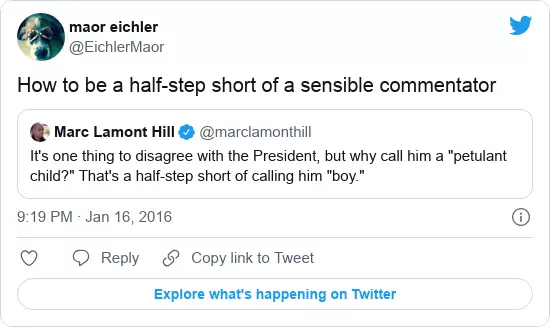 maor eichler
@EichlerMaor
How to be a half-step short of a sensible commentator
Marc Lamont Hill @marclamonthill
It's one thing to disagree with the President, but why call him a "petulant
child?" That's a half-step short of calling him "boy."
9:19 PM · Jan 16, 2016
Reply
Copy link to Tweet
Explore what's happening on Twitter